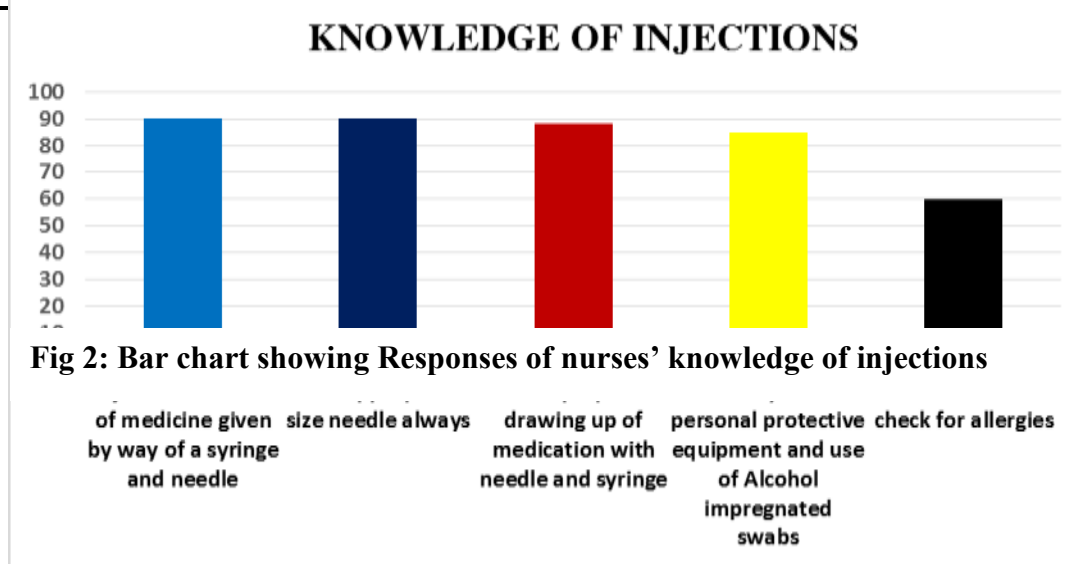 KNOWLEDGE OF INJECTIONS
100
90
80
70
60
50
40
30
20
Fig 2: Bar chart showing Responses of nurses’ knowledge of injections
of medicine given
by way of a syringe
and needle
size needle always
drawing up of
medication with
needle and syringe
personal protective
equipment and use
of Alcohol
impregnated
swabs
check for allergies